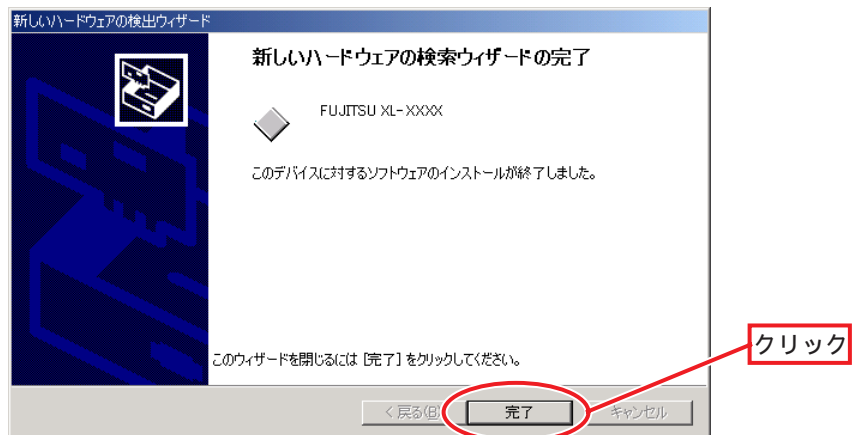 新しいハードウェアの検出ウィザード
新しいハードウェアの検索ウィザードの完了
FUJITSU XL-XXXX
このデバイスに対するソフトウェアのインストールが終了しました。
このウィザードを閉じるには [完了] をクリックしてください。
クリック
< 戻る(B) 完了 キャンセル